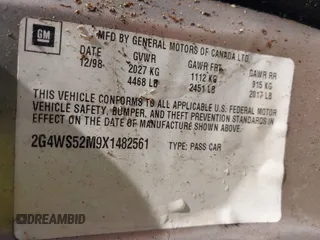 GM
MFD BY GENERAL MOTORS OF CANADA LTD.
DATE GVWR GAWR FRT GAWR RR
12/98 2027 KG 1112 KG 915 KG
4468 LB 2451 LB 2017 LB
THIS VEHICLE CONFORMS TO ALL APPLICABLE U.S. FEDERAL MOTOR
VEHICLE SAFETY, BUMPER, AND THEFT PREVENTION STANDARDS
IN EFFECT ON THE DATE OF MANUFACTURE SHOWN ABOVE.
2G4WS52M9X1482561 TYPE: PASS CAR
DREAMBID